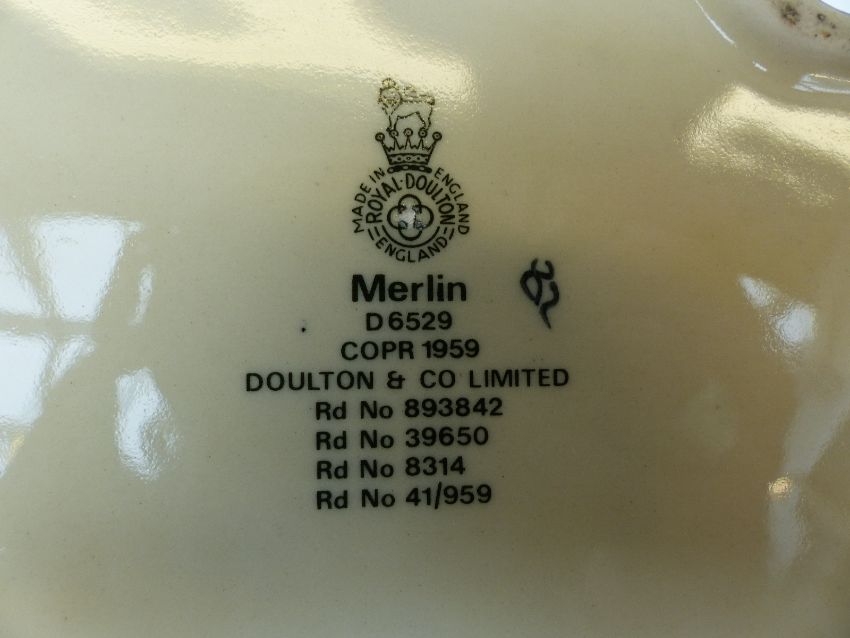 MADE IN ENGLAND
ROYAL·DOULTON
ENGLAND
Merlin
D6529
COPR 1959
DOULTON & CO LIMITED
Rd No 893842
Rd No 39650
Rd No 8314
Rd No 41/959